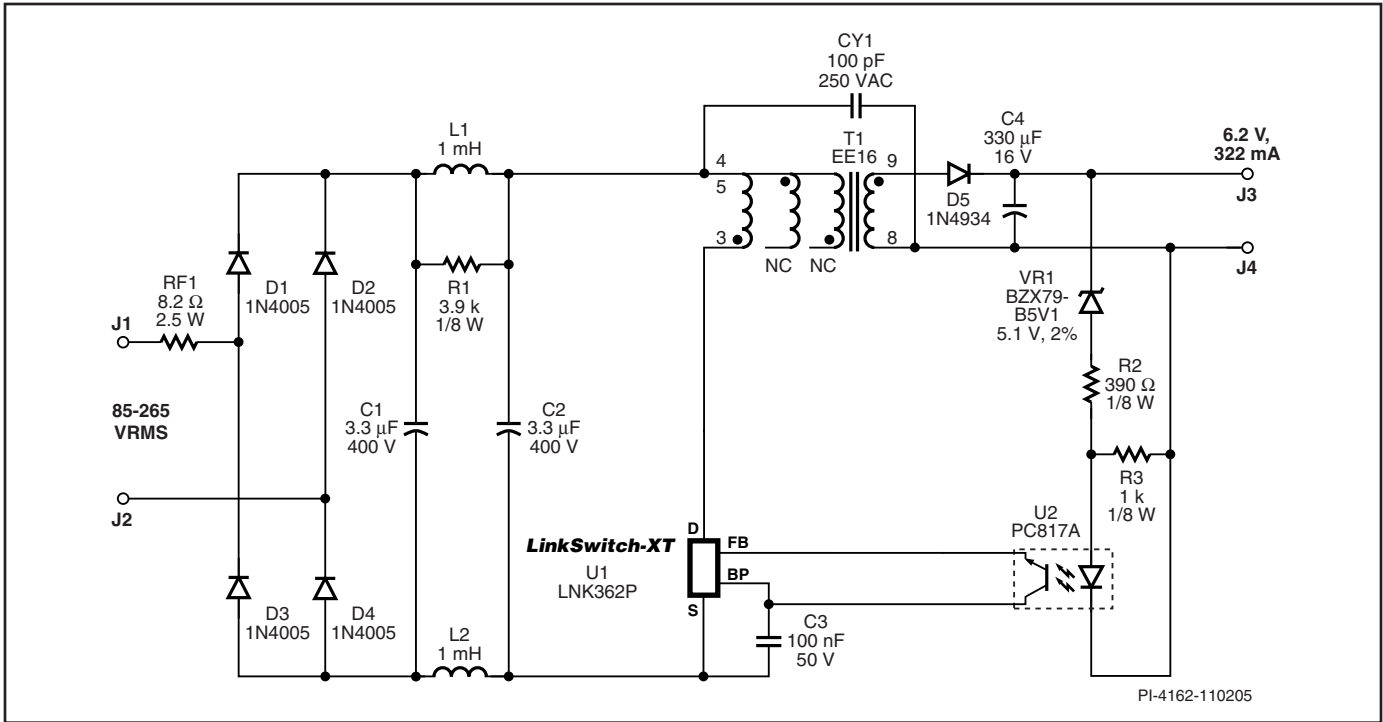 CY1
100 pF
250 VAC
L1
1 mH
T1
EE16
C4
330 µF
16 V
6.2 V,
322 mA
4
5
3
9
8
D5
1N4934
J3
J4
NC
NC
RF1
8.2 Ω
2.5 W
D1
1N4005
D2
1N4005
R1
3.9 k
1/8 W
VR1
BZX79-
B5V1
5.1 V, 2%
J1
85-265
VRMS
J2
C1
3.3 µF
400 V
C2
3.3 µF
400 V
R2
390 Ω
1/8 W
R3
1 k
1/8 W
U2
PC817A
LinkSwitch-XT
U1
LNK362P
D
FB
BP
S
D3
1N4005
D4
1N4005
L2
1 mH
C3
100 nF
50 V
PI-4162-110205